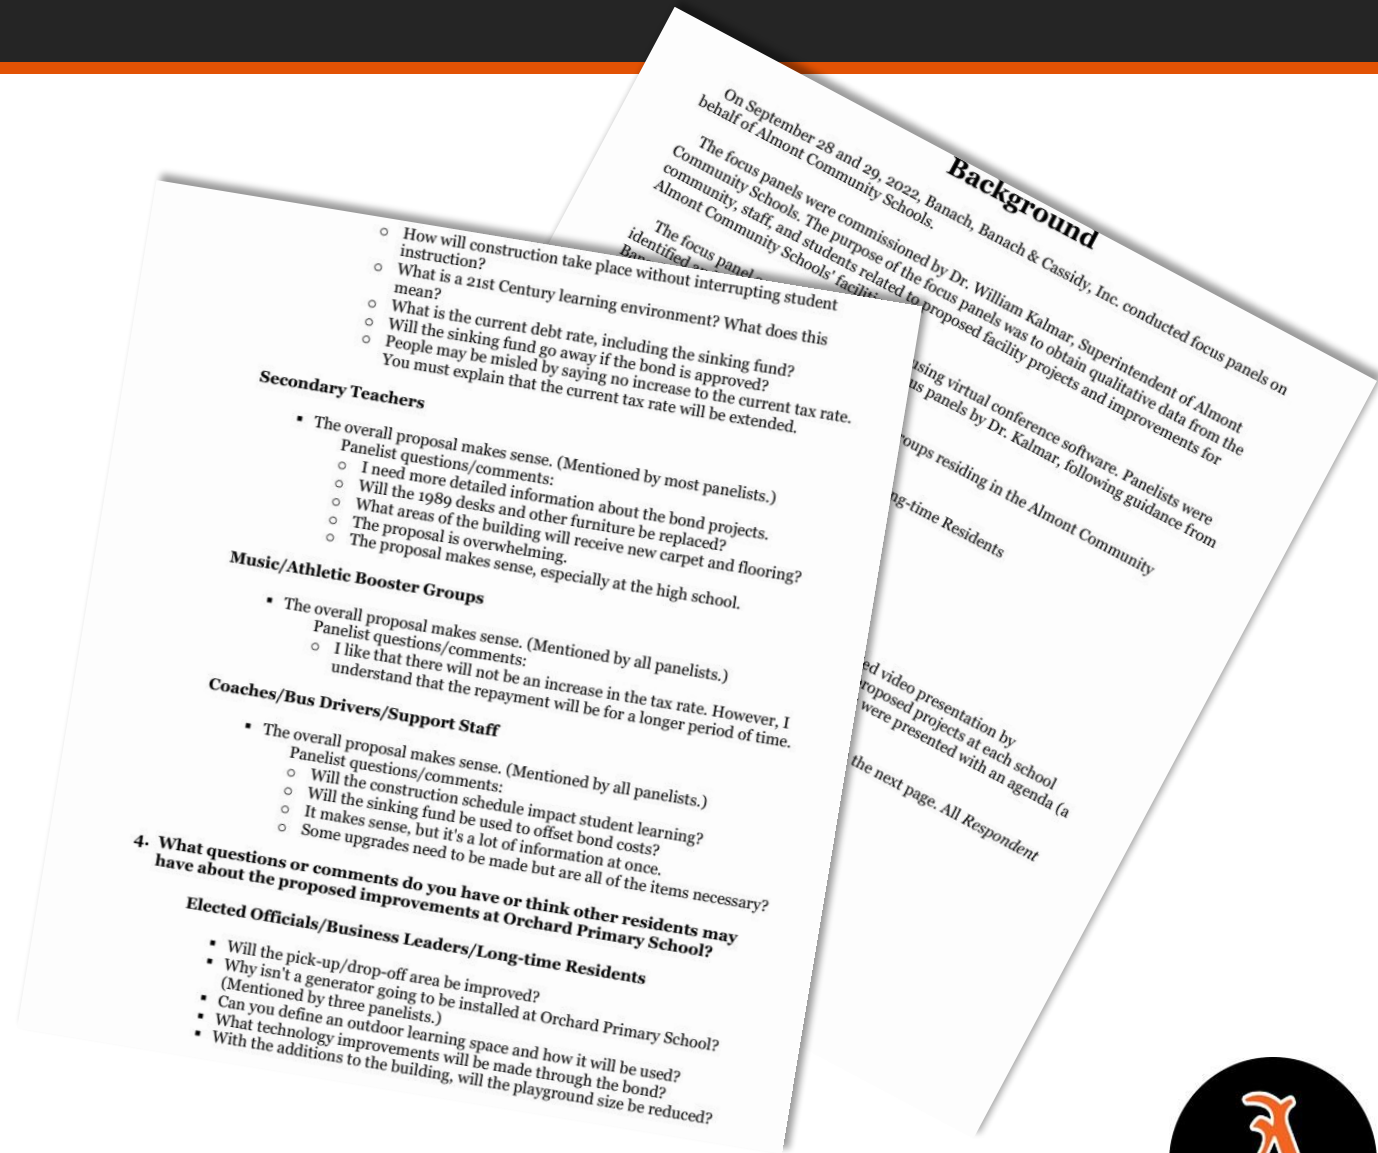 Background
On September 28 and 29, 2022, Banach, Banach & Cassidy, Inc. conducted focus panels on
behalf of Almont Community Schools.
The focus panels were commissioned by Dr. William Kalmar, Superintendent of Almont
Community Schools. The purpose of the focus panels was to obtain qualitative data from the
community, staff, and students related to proposed facility projects and improvements for
Almont Community Schools'
The focus panel
using virtual conference software. Panelists were
identified
panels by Dr. Kalmar, following guidance from
residing in the Almont Community
Residents
video presentation by
proposed projects at each school
were presented with an agenda (a
the next page. All Respondent
○ How will construction take place without interrupting student
instruction?
○ What is a 21st Century learning environment? What does this
mean?
○ What is the current debt rate, including the sinking fund?
○ Will the sinking fund go away if the bond is approved?
○ People may be misled by saying no increase to the current tax rate.
You must explain that the current tax rate will be extended.
Secondary Teachers
▪ The overall proposal makes sense. (Mentioned by most panelists.)
Panelist questions/comments:
○ I need more detailed information about the bond projects.
○ Will the 1989 desks and other furniture be replaced?
○ What areas of the building will receive new carpet and flooring?
○ The proposal is overwhelming.
○ The proposal makes sense, especially at the high school.
Music/Athletic Booster Groups
▪ The overall proposal makes sense. (Mentioned by all panelists.)
Panelist questions/comments:
○ I like that there will not be an increase in the tax rate. However, I
understand that the repayment will be for a longer period of time.
Coaches/Bus Drivers/Support Staff
▪ The overall proposal makes sense. (Mentioned by all panelists.)
Panelist questions/comments:
○ Will the construction schedule impact student learning?
○ Will the sinking fund be used to offset bond costs?
○ It makes sense, but it's a lot of information at once.
○ Some upgrades need to be made but are all of the items necessary?
4. What questions or comments do you have or think other residents may
have about the proposed improvements at Orchard Primary School?
Elected Officials/Business Leaders/Long-time Residents
▪ Will the pick-up/drop-off area be improved?
▪ Why isn't a generator going to be installed at Orchard Primary School?
(Mentioned by three panelists.)
▪ Can you define an outdoor learning space and how it will be used?
▪ What technology improvements will be made through the bond?
▪ With the additions to the building, will the playground size be reduced?
A